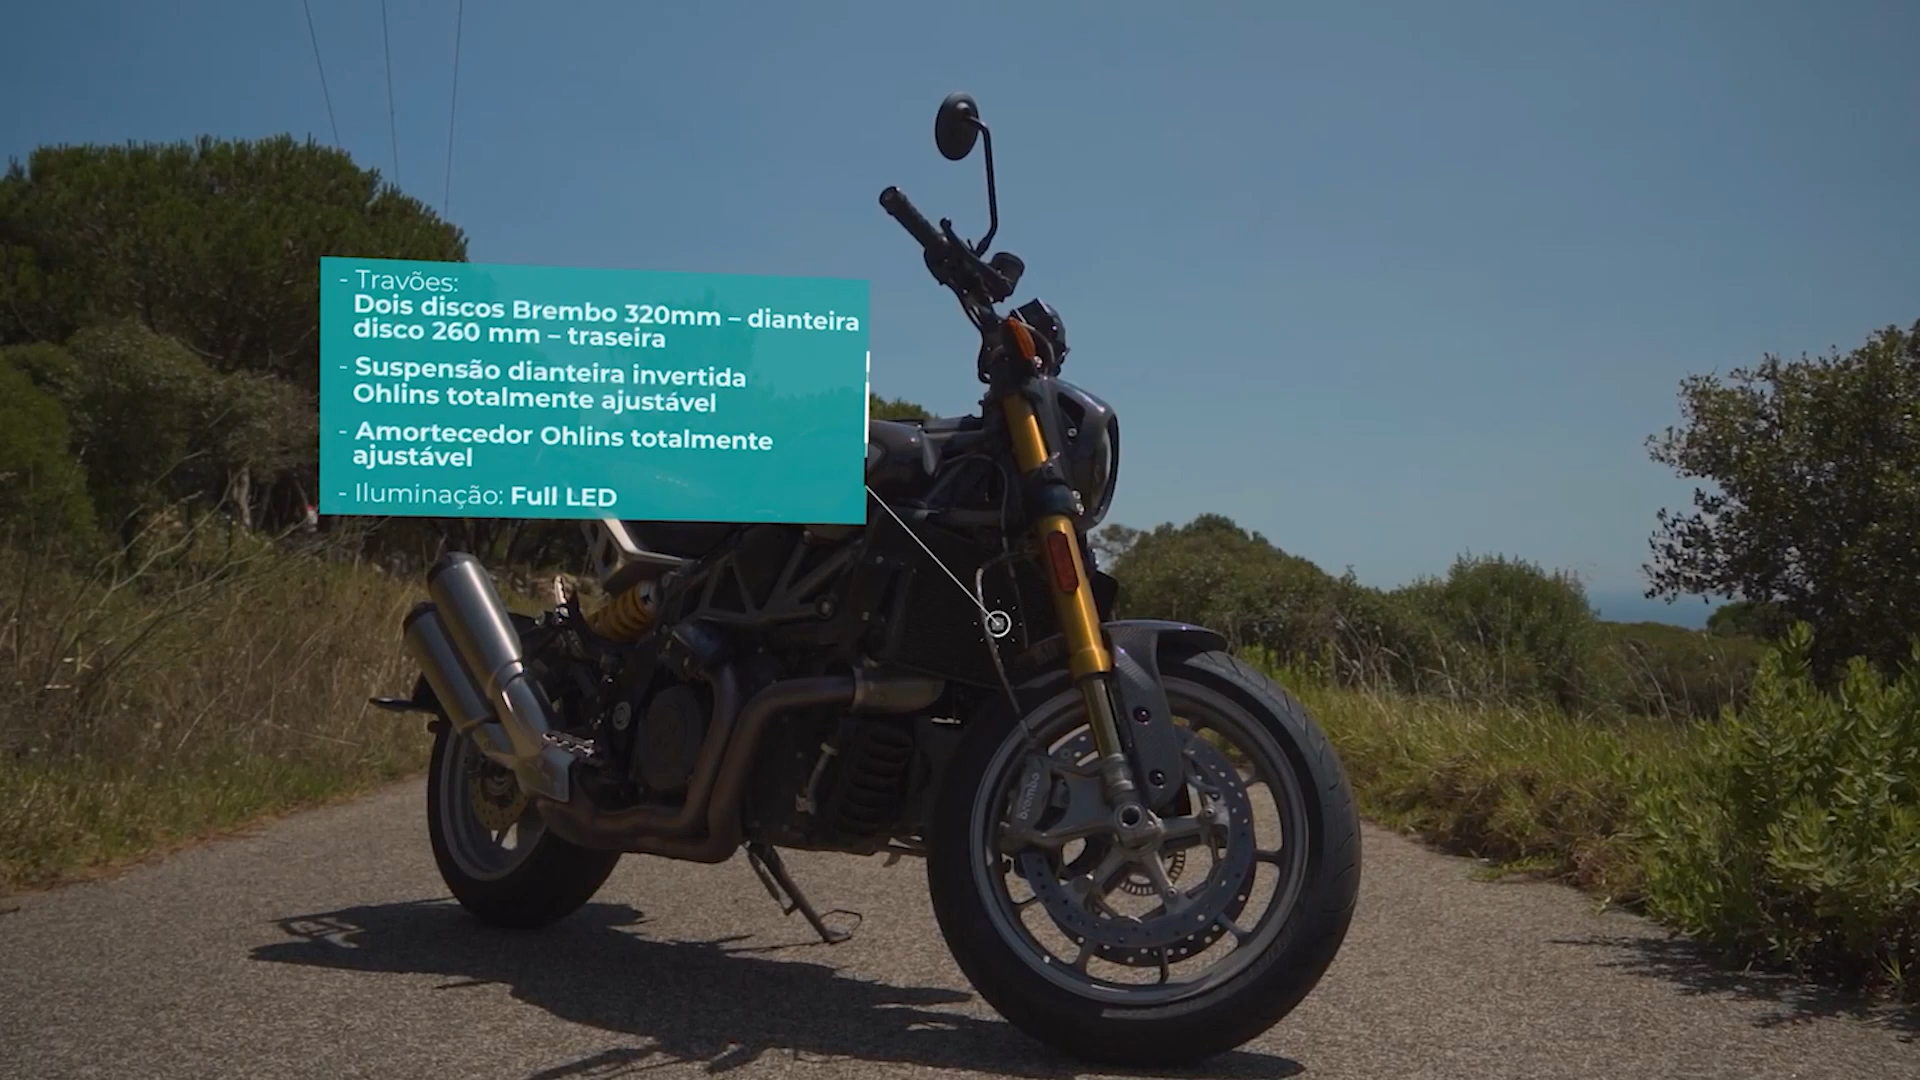 - Travões:
Dois discos Brembo 320mm – dianteira
disco 260 mm – traseira
- Suspensão dianteira invertida
Ohlins totalmente ajustável
- Amortecedor Ohlins totalmente
ajustável
- Iluminação: Full LED
brembo